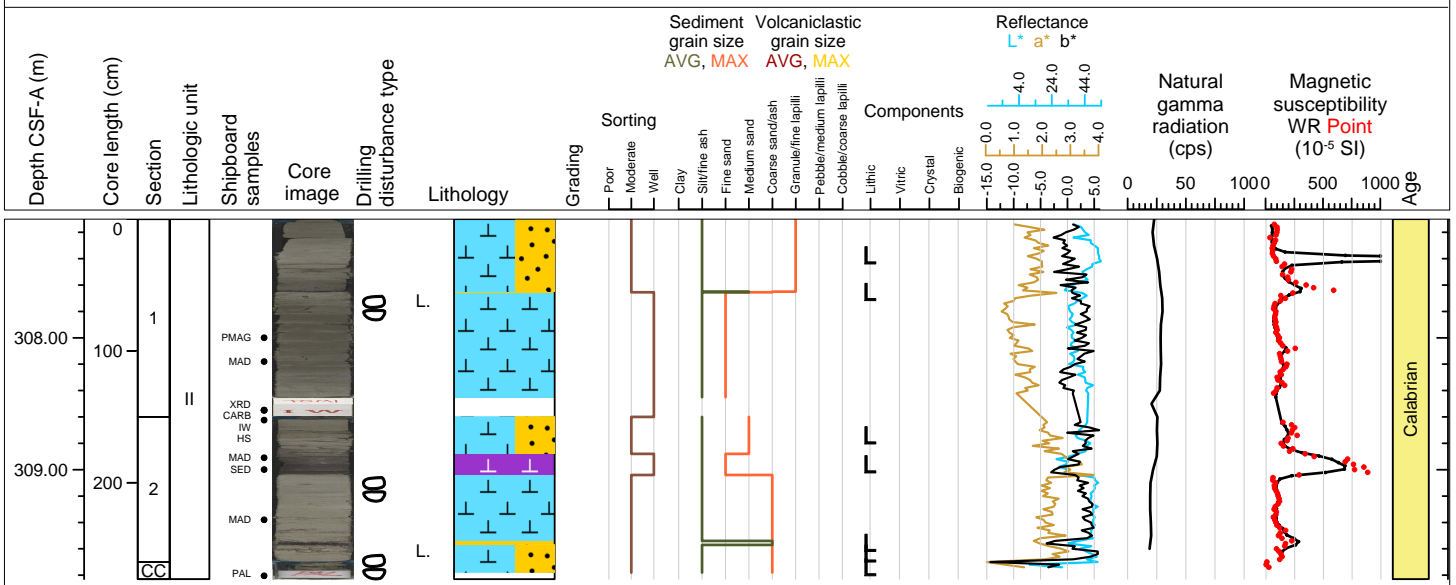 Depth CSF-A (m)
Core length (cm)
Section
Lithologic unit
Shipboard samples
Core image
Drilling disturbance type
Lithology
Grading
Sorting
Poor
Moderate
Well
Sediment grain size
AVG, MAX
Volcaniclastic grain size
AVG, MAX
Clay
Silt/fine ash
Fine sand
Medium sand
Coarse sand/ash
Granule/fine lapilli
Pebble/medium lapilli
Cobble/coarse lapilli
Components
Lithic
Vitric
Crystal
Biogenic
Reflectance
L* a* b*
4.0 24.0 44.0
0.0 1.0 2.0 3.0 4.0
-15.0 -10.0 -5.0 0.0 5.0
Natural gamma radiation (cps)
0 50 100
Magnetic susceptibility
WR Point
(10⁻⁵ SI)
0 0 500 1000
Age
308.00
309.00
0
100
200
1
2
CC
II
PMAG
MAD
XRD
CARB
IW
HS
MAD
SED
MAD
PAL
L.
L.
L
L
L
L
L
L
L
Calabrian